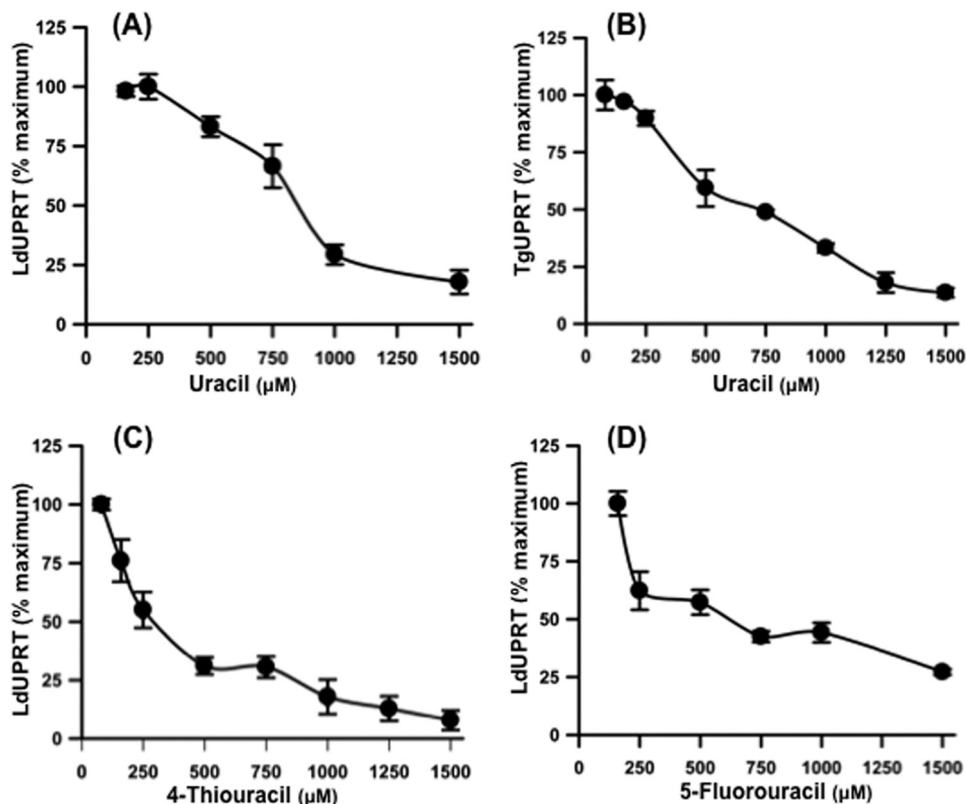 (A)
LdUPRT (% maximum)
125
100
75
50
25
0
0 250 500 750 1000 1250 1500
Uracil (µM)
(B)
TgUPRT (% maximum)
125
100
75
50
25
0
0 250 500 750 1000 1250 1500
Uracil (µM)
(C)
LdUPRT (% maximum)
125
100
75
50
25
0
0 250 500 750 1000 1250 1500
4-Thiouracil (µM)
(D)
LdUPRT (% maximum)
125
100
75
50
25
0
0 250 500 750 1000 1250 1500
5-Fluorouracil (µM)